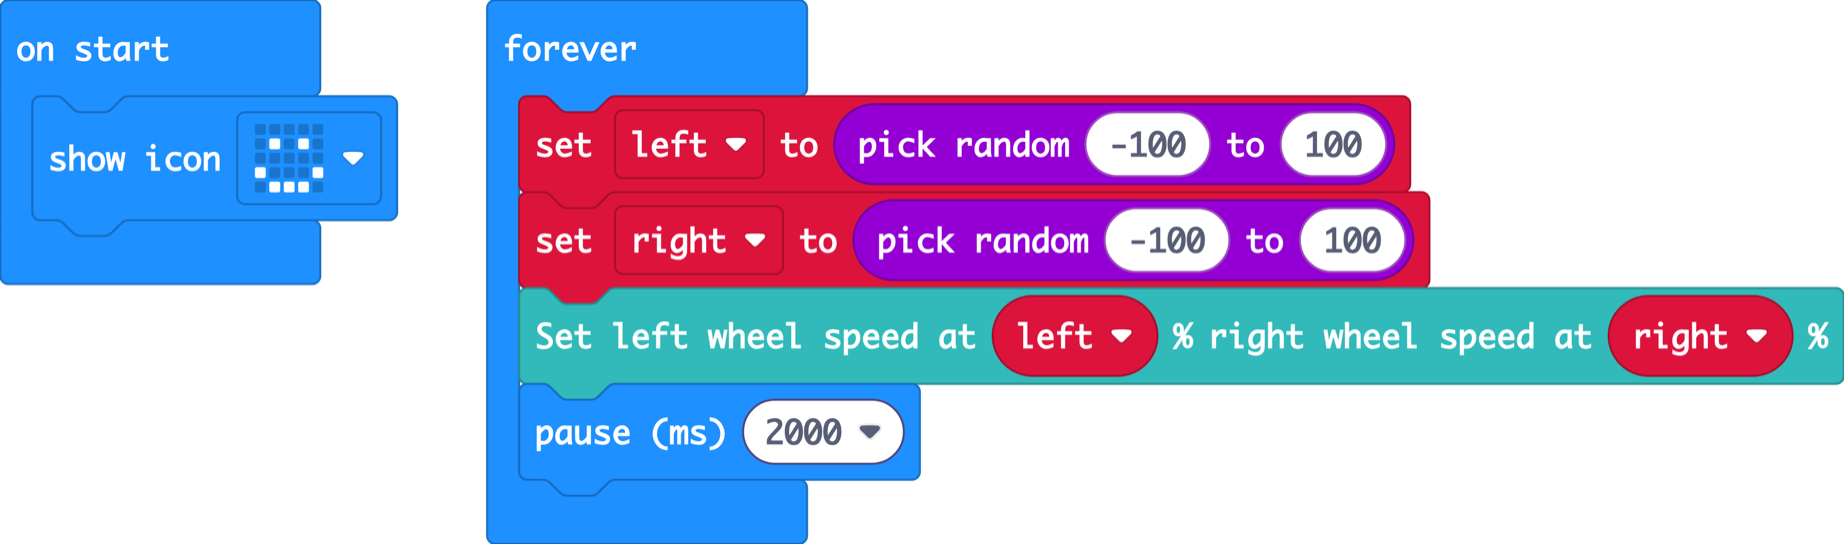 on start
show icon
forever
set left to pick random -100 to 100
set right to pick random -100 to 100
Set left wheel speed at left % right wheel speed at right %
pause (ms) 2000